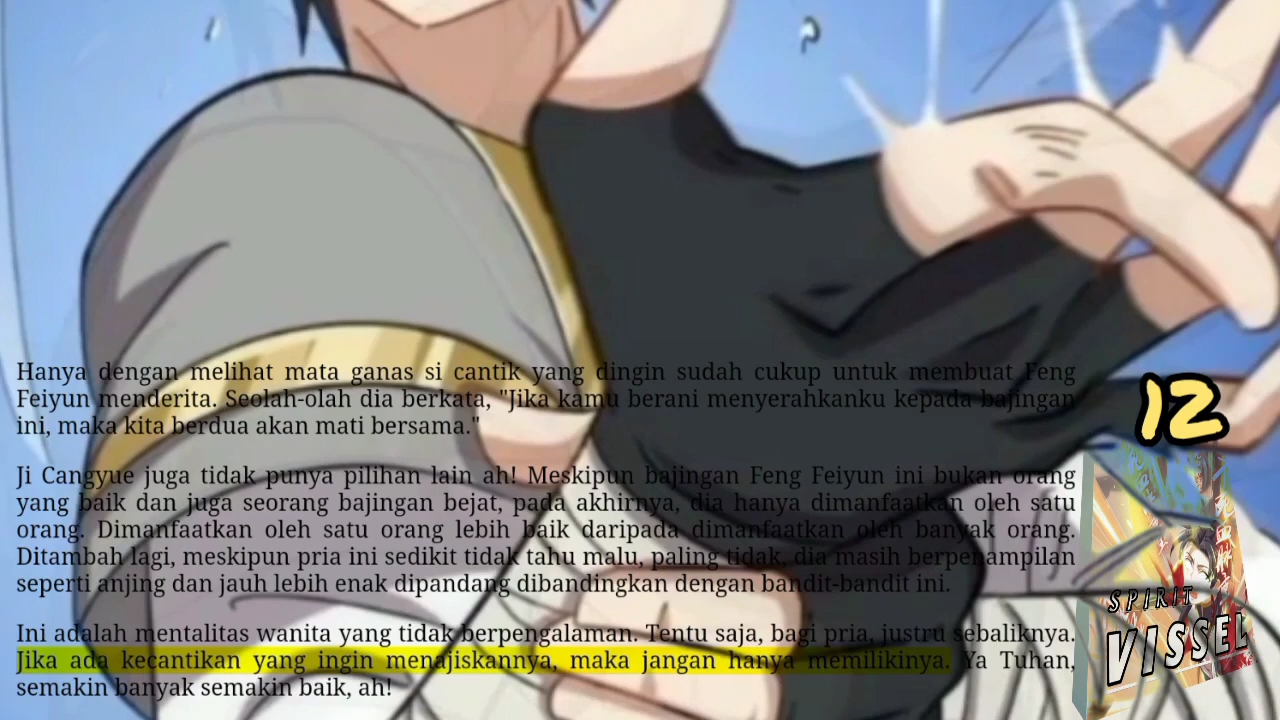 Hanya dengan melihat mata ganas si cantik yang dingin sudah cukup untuk membuat Feng
Feiyun menderita. Seolah-olah dia berkata, "Jika kamu berani menyerahkanku kepada bajingan
ini, maka kita berdua akan mati bersama."
Ji Cangyue juga tidak punya pilihan lain ah! Meskipun bajingan Feng Feiyun ini bukan orang
yang baik dan juga seorang bajingan bejat, pada akhirnya, dia hanya dimanfaatkan oleh satu
orang. Dimanfaatkan oleh satu orang lebih baik daripada dimanfaatkan oleh banyak orang.
Ditambah lagi, meskipun pria ini sedikit tidak tahu malu, paling tidak, dia masih berpenampilan
seperti anjing dan jauh lebih enak dipandang dibandingkan dengan bandit-bandit ini.
Ini adalah mentalitas wanita yang tidak berpengalaman. Tentu saja, bagi pria, justru sebaliknya.
Jika ada kecantikan yang ingin menajiskannya, maka jangan hanya memilikinya. Ya Tuhan,
semakin banyak semakin baik, ah!
12
SPIRIT
VISSEL